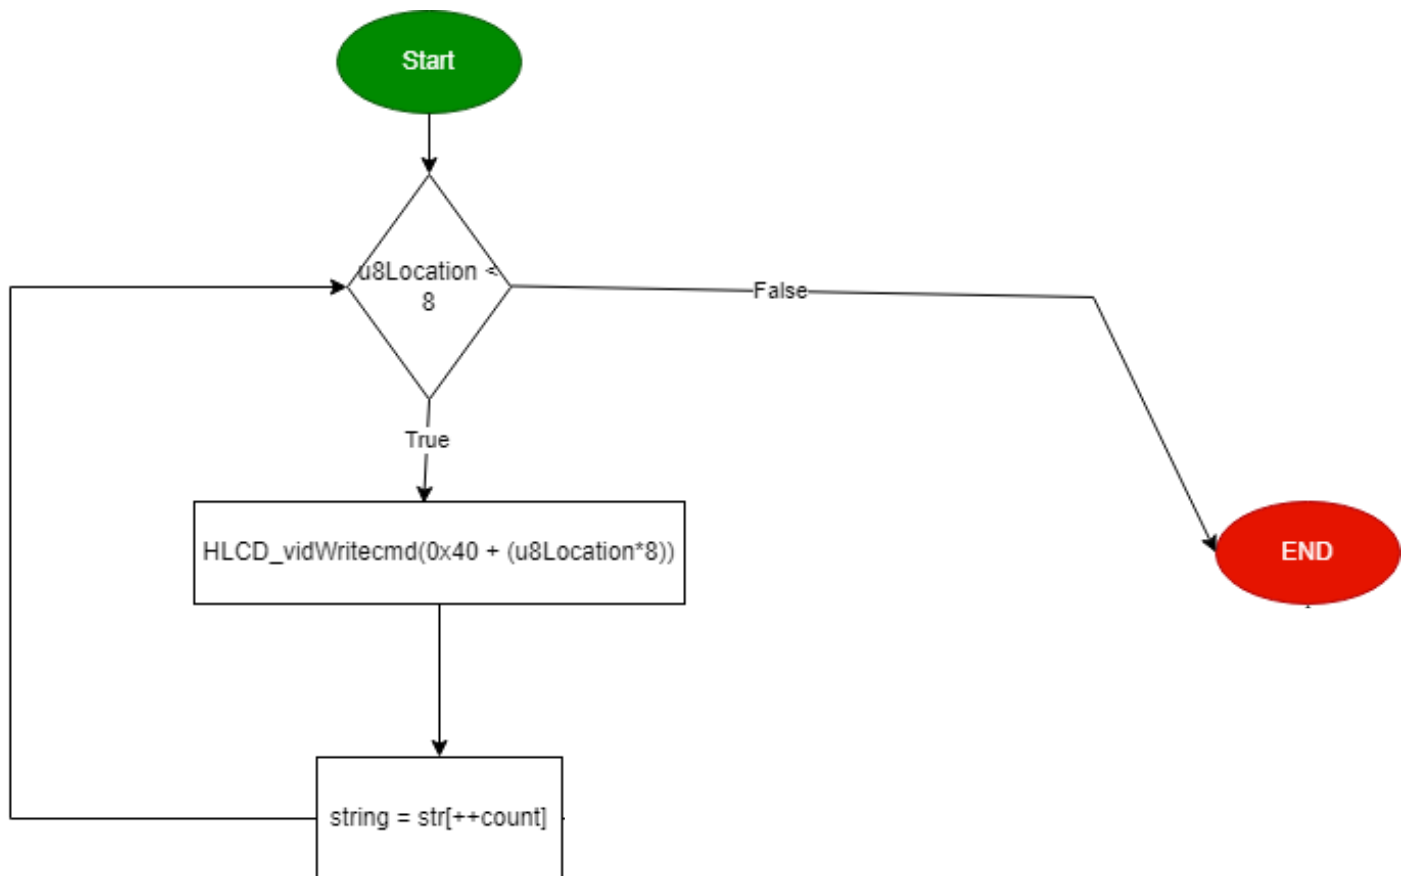 Start
u8Location <
8
False
True
HLCD_vidWritecmd(0x40 + (u8Location*8))
END
string = str[++count]